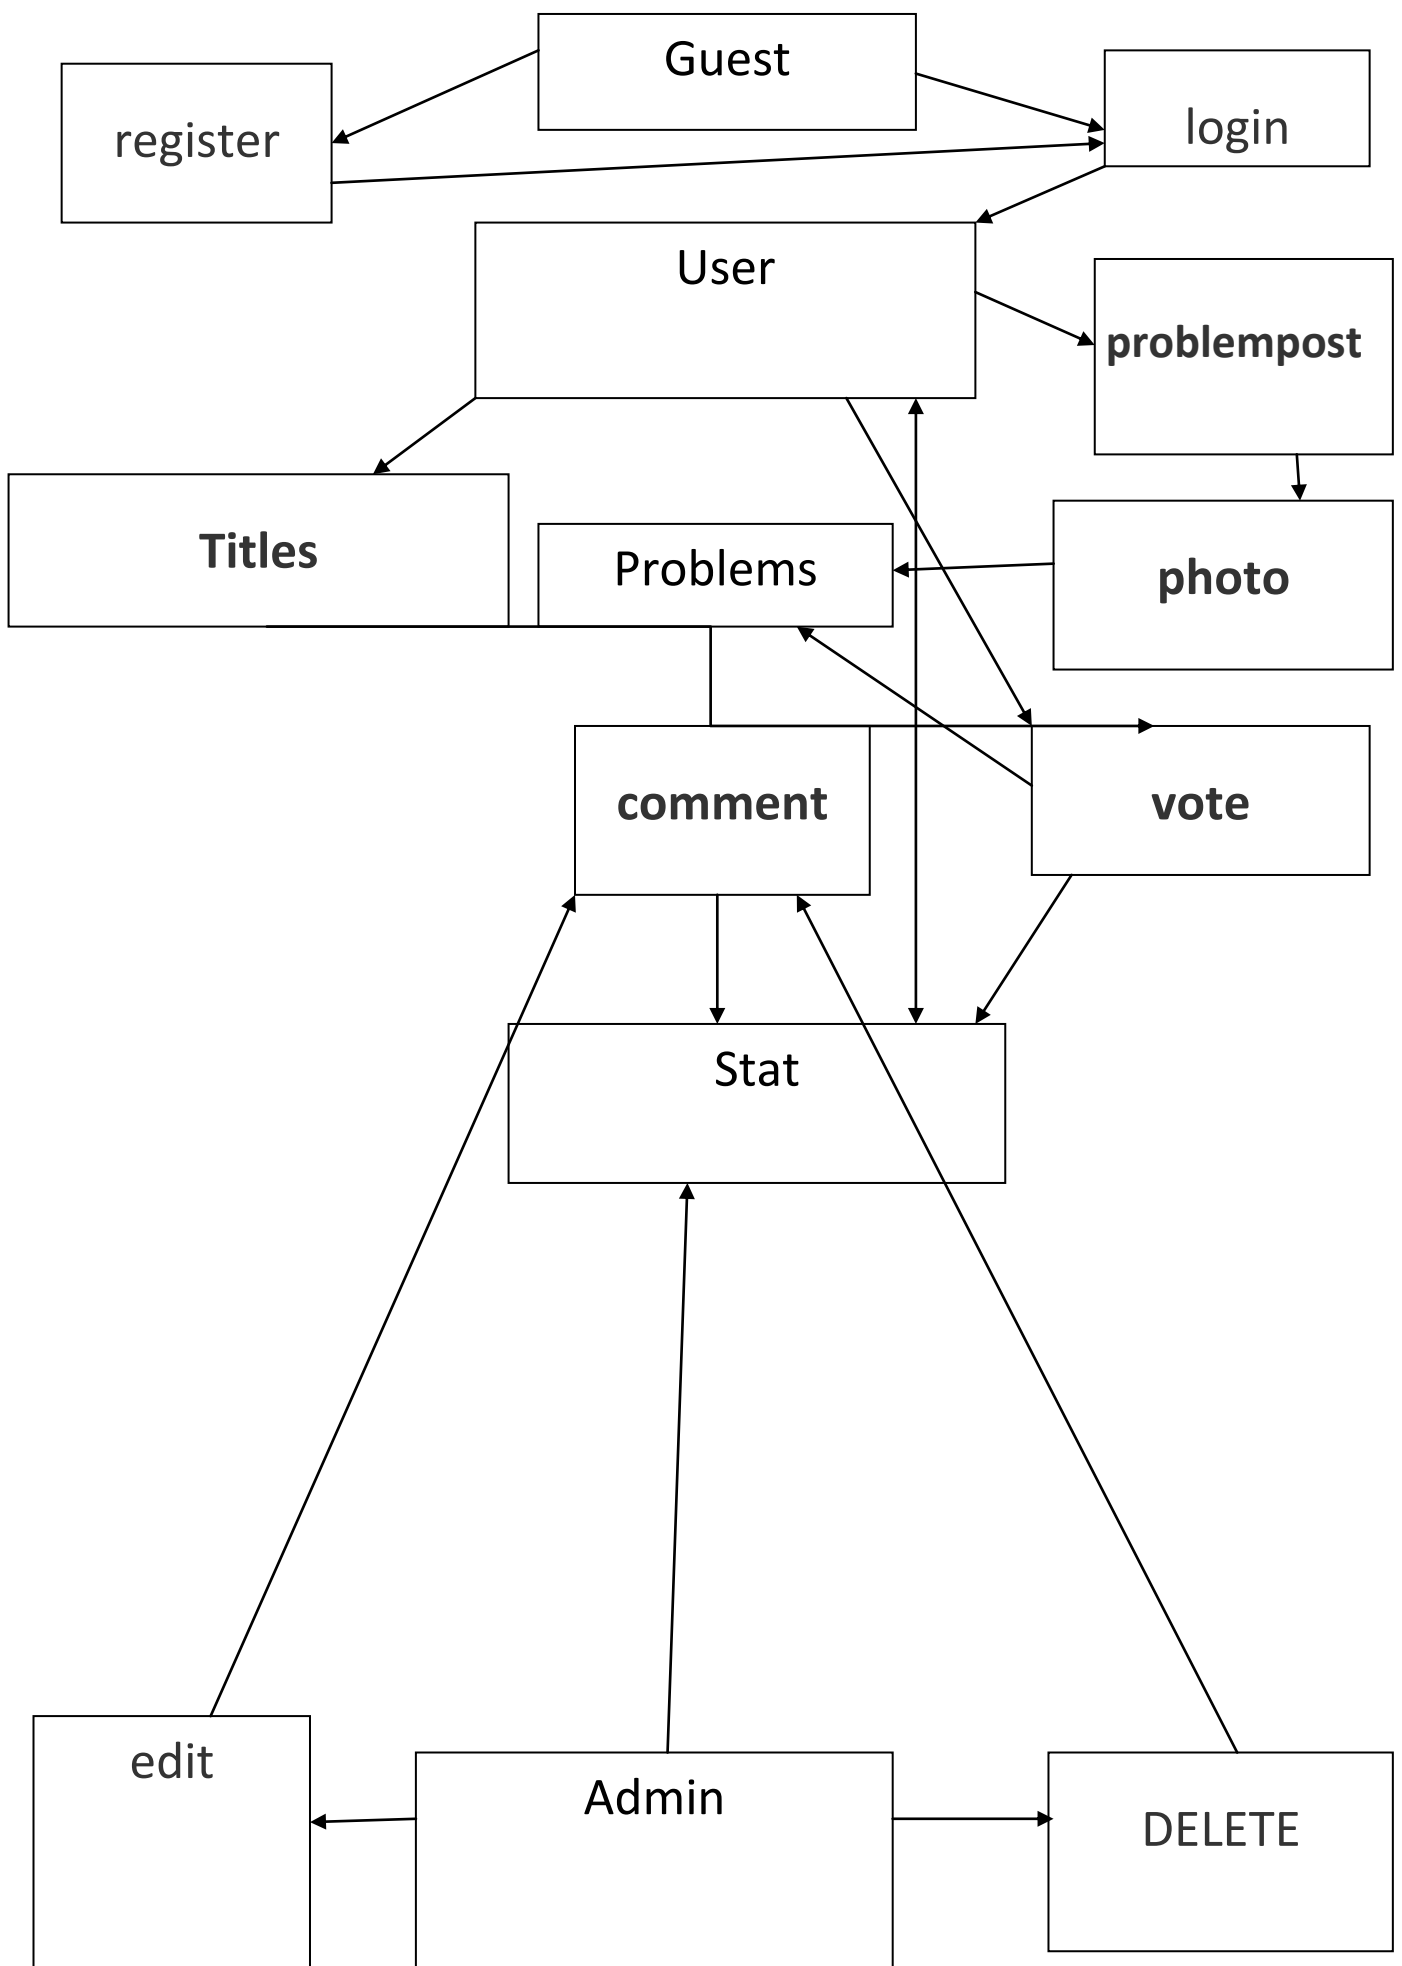 Guest
register
login
User
problempost
Titles
Problems
photo
comment
vote
Stat
edit
Admin
DELETE